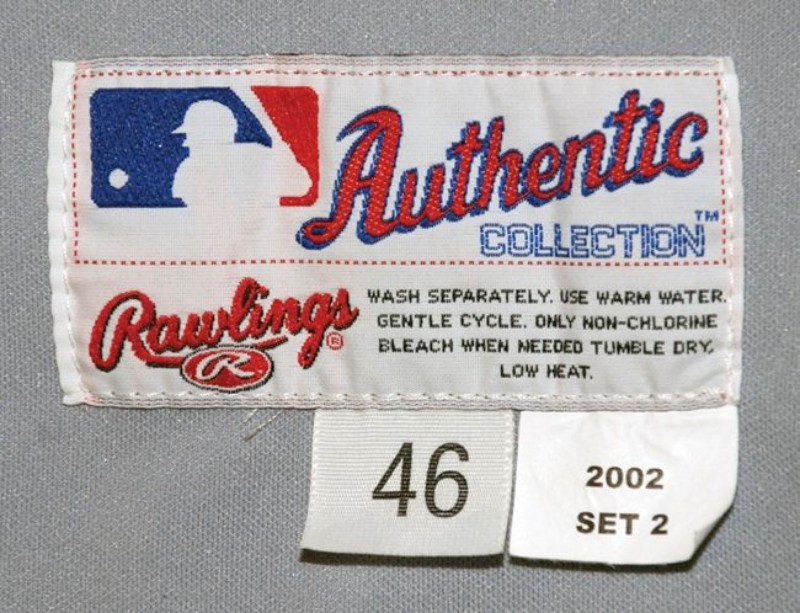 Authentic
COLLECTION™
Rawlings®
R
WASH SEPARATELY. USE WARM WATER.
GENTLE CYCLE. ONLY NON-CHLORINE
BLEACH WHEN NEEDED TUMBLE DRY.
LOW HEAT.
46
2002
SET 2